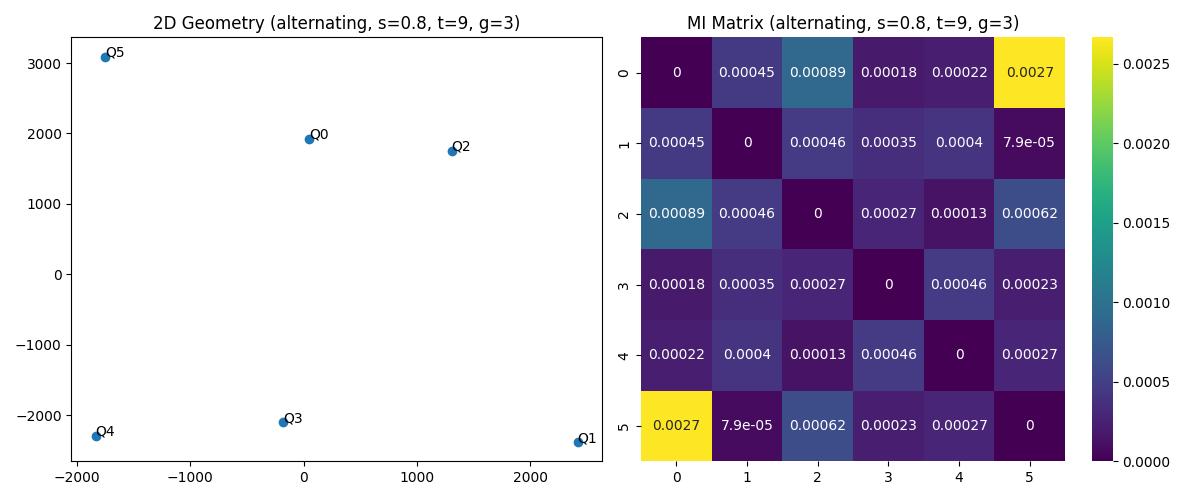 2D Geometry (alternating, s=0.8, t=9, g=3)
3000
2000
1000
0
−1000
−2000
−2000
−1000
0
1000
2000
Q5
Q0
Q2
Q4
Q3
Q1
MI Matrix (alternating, s=0.8, t=9, g=3)
0 0 0.00045 0.00089 0.00018 0.00022 0.0027
1 0.00045 0 0.00046 0.00035 0.0004 7.9e-05
2 0.00089 0.00046 0 0.00027 0.00013 0.00062
3 0.00018 0.00035 0.00027 0 0.00046 0.00023
4 0.00022 0.0004 0.00013 0.00046 0 0.00027
5 0.0027 7.9e-05 0.00062 0.00023 0.00027 0
0 1 2 3 4 5
0.0025
0.0020
0.0015
0.0010
0.0005
0.0000